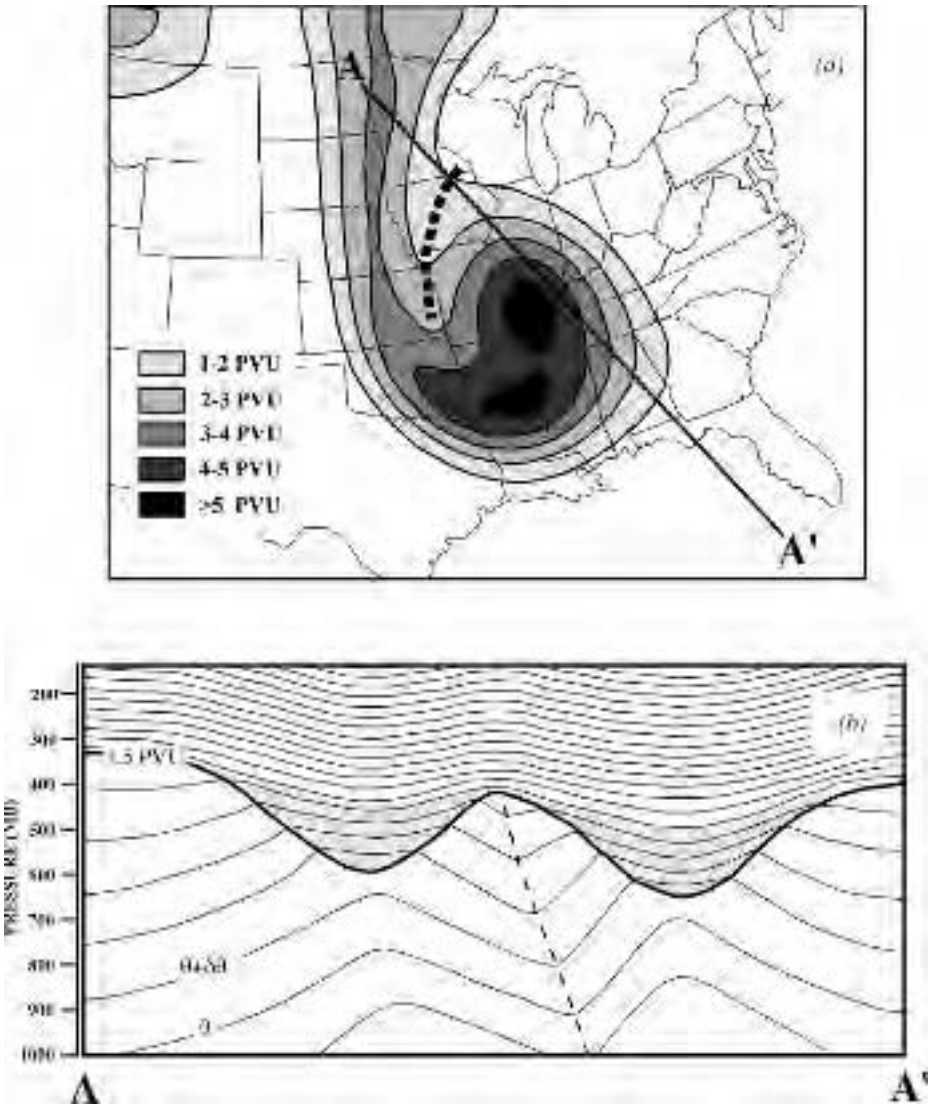 A
(a)
1-2 PVU
2-3 PVU
3-4 PVU
4-5 PVU
>5 PVU
A'
200
300
(b)
1.5 PVU
400
500
600
700
800
900
1000
PRESSURE
θ+δθ
θ
A
A'